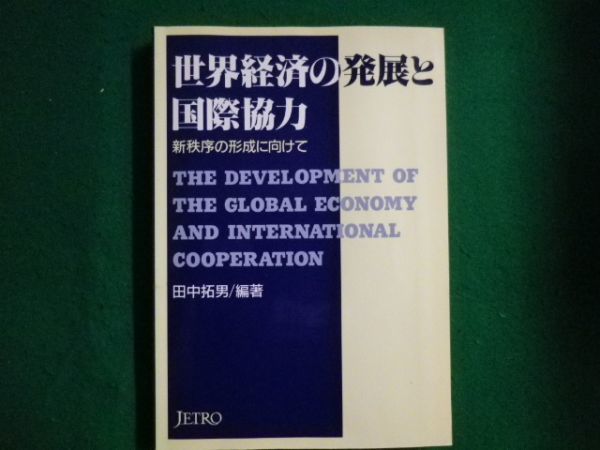 世界経済の発展と
国際協力
新秩序の形成に向けて
THE DEVELOPMENT OF
THE GLOBAL ECONOMY
AND INTERNATIONAL
COOPERATION
田中拓男/編著
JETRO